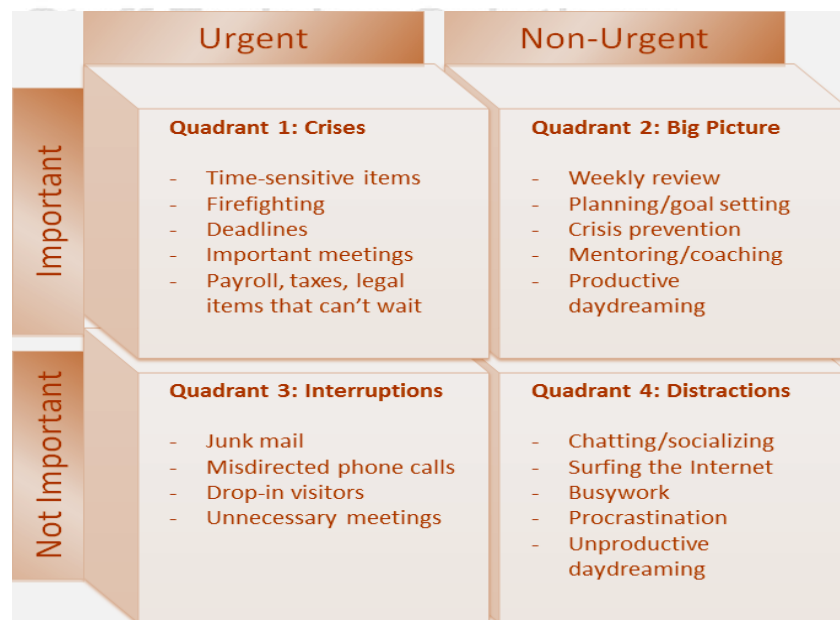 Urgent
Non-Urgent
Important
Quadrant 1: Crises
- Time-sensitive items
- Firefighting
- Deadlines
- Important meetings
- Payroll, taxes, legal
items that can’t wait
Quadrant 2: Big Picture
- Weekly review
- Planning/goal setting
- Crisis prevention
- Mentoring/coaching
- Productive
daydreaming
Not Important
Quadrant 3: Interruptions
- Junk mail
- Misdirected phone calls
- Drop-in visitors
- Unnecessary meetings
Quadrant 4: Distractions
- Chatting/socializing
- Surfing the Internet
- Busywork
- Procrastination
- Unproductive
daydreaming